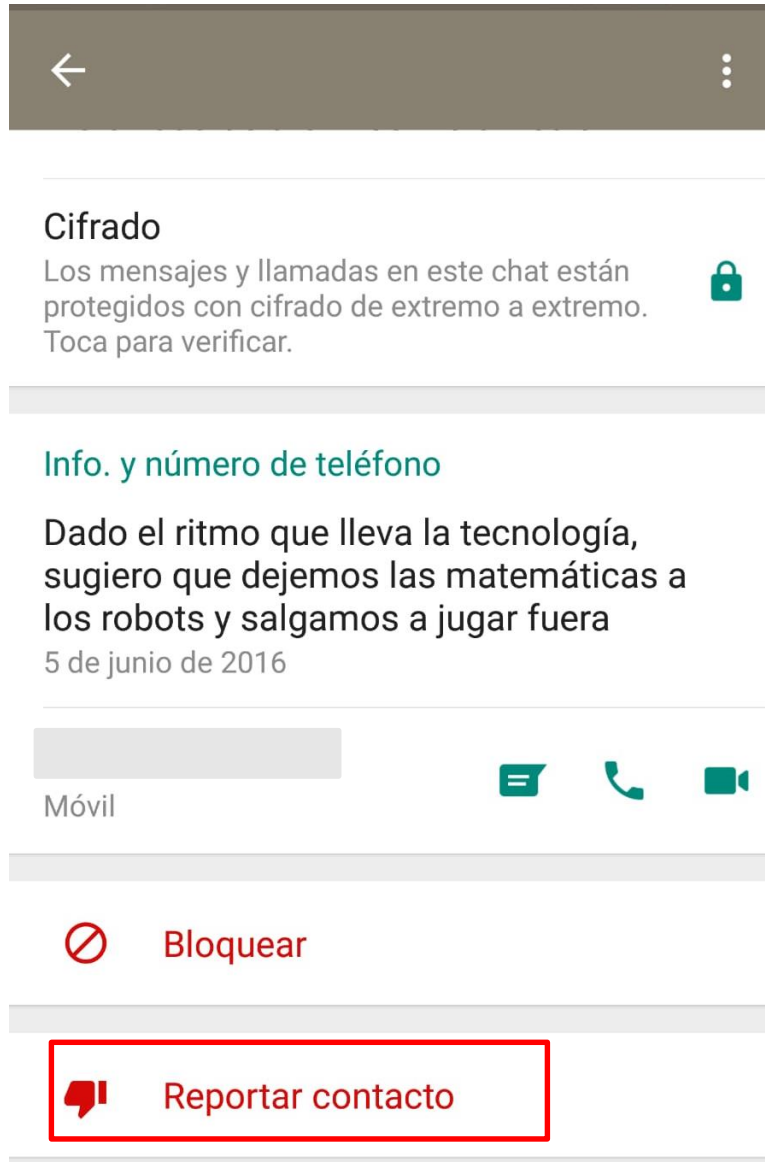 Cifrado
Los mensajes y llamadas en este chat están
protegidos con cifrado de extremo a extremo.
Toca para verificar.
Info. y número de teléfono
Dado el ritmo que lleva la tecnología,
sugiero que dejemos las matemáticas a
los robots y salgamos a jugar fuera
5 de junio de 2016
Móvil
Bloquear
Reportar contacto